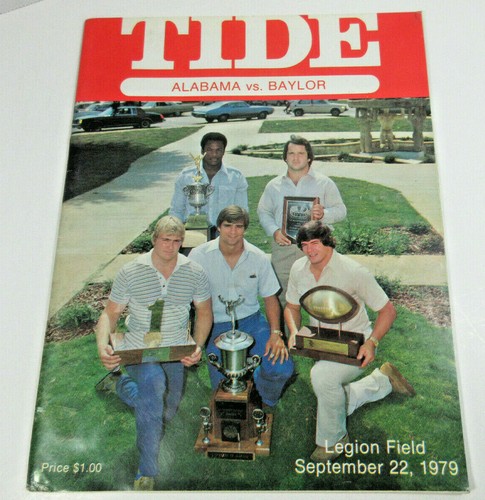 TIDE
ALABAMA vs. BAYLOR
Legion Field
September 22, 1979
Price $1.00